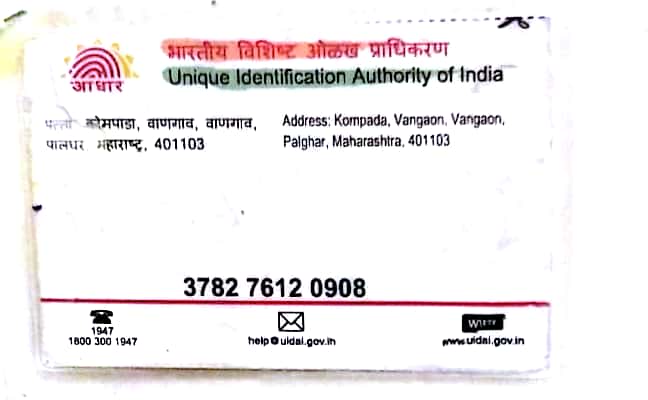 भारतीय विशिष्ट ओळख प्राधिकरण
Unique Identification Authority of India
आधार
पत्ता कोमपाडा, वाणगाव, वाणगाव,
पालघर महाराष्ट्र, 401103
Address: Kompada, Vangaon, Vangaon,
Palghar, Maharashtra, 401103
3782 7612 0908
1947
1800 300 1947
help@uidai.gov.in
www.uidai.gov.in